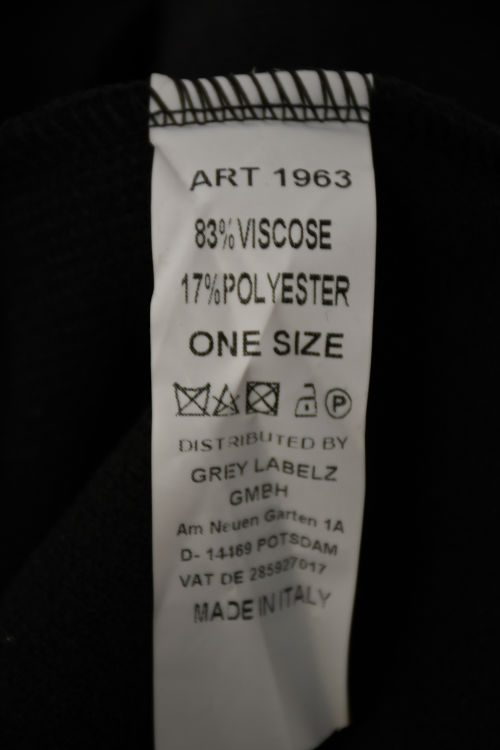 ART 1963
83%VISCOSE
17%POLYESTER
ONE SIZE
P
DISTRIBUTED BY
GREY LABELZ
GMBH
Am Neuen Garten 1A
D- 14469 POTSDAM
VAT DE 285927017
MADE IN ITALY